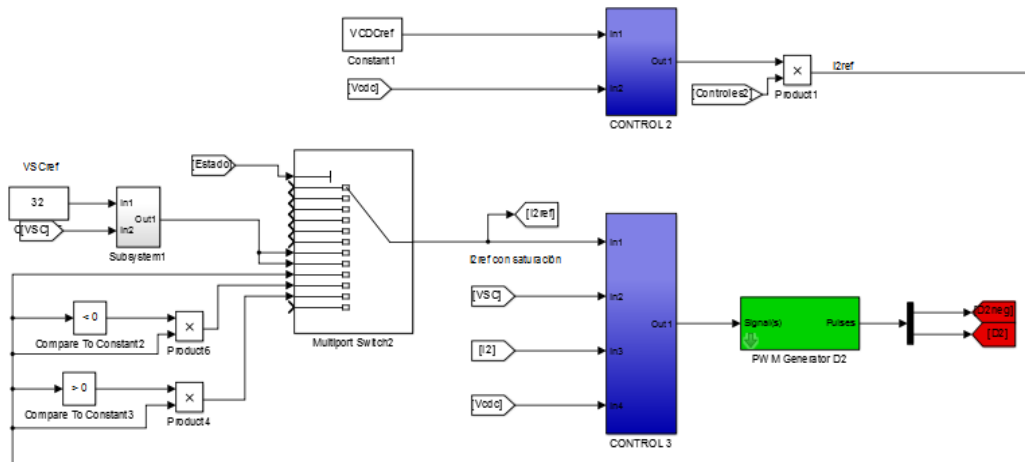 VCDCref
Constant1
[Vcdc]
In1
In2
Out1
CONTROL 2
[Controles2]
×
Product1
I2ref
VSCref
32
[VSC]
In1
In2
Out1
Subsystem1
[Estado]
Multiport Switch2
< 0
Compare To Constant2
×
Product6
> 0
Compare To Constant3
×
Product4
[I2ref]
I2ref con saturación
[VSC]
[I2]
[Vcdc]
In1
In2
In3
In4
Out1
CONTROL 3
Signal(s)
Pulses
PWM Generator D2
[D2neg]
[D2]